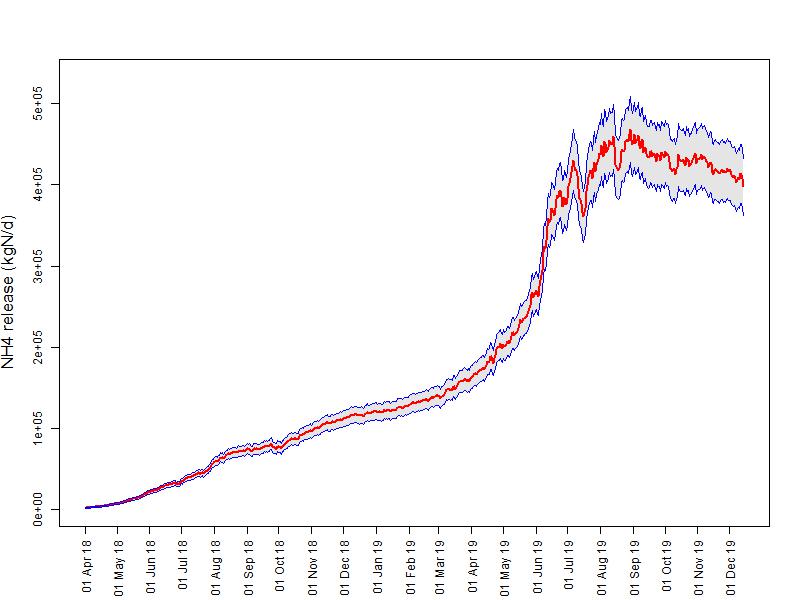 NH4 release (kgN/d)
5e+05
4e+05
3e+05
2e+05
1e+05
0e+00
01 Apr 18
01 May 18
01 Jun 18
01 Jul 18
01 Aug 18
01 Sep 18
01 Oct 18
01 Nov 18
01 Dec 18
01 Jan 19
01 Feb 19
01 Mar 19
01 Apr 19
01 May 19
01 Jun 19
01 Jul 19
01 Aug 19
01 Sep 19
01 Oct 19
01 Nov 19
01 Dec 19